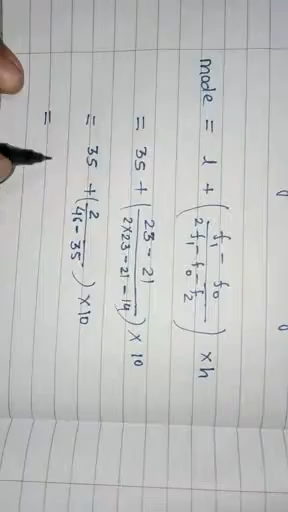 mode = l + ( f₁ - f₀ / 2f₁ - f₀ - f₂ ) × h
= 35 + ( 23 - 21 / 2×23 - 21 - 14 ) × 10
= 35 + ( 2 / 46 - 35 ) × 10
=